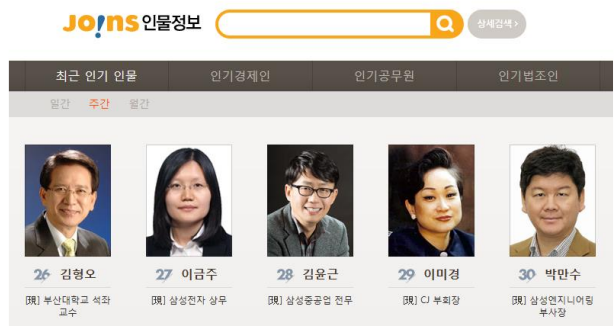 JOINS 인물정보
상세검색 >
최근 인기 인물 인기경제인 인기공무원 인기법조인
일간 주간 월간
26 김형오 27 이금주 28 김윤근 29 이미경 30 박만수
[現] 부산대학교 석좌교수 [現] 삼성전자 상무 [現] 삼성중공업 전무 [現] CJ 부회장 [現] 삼성엔지니어링 부사장